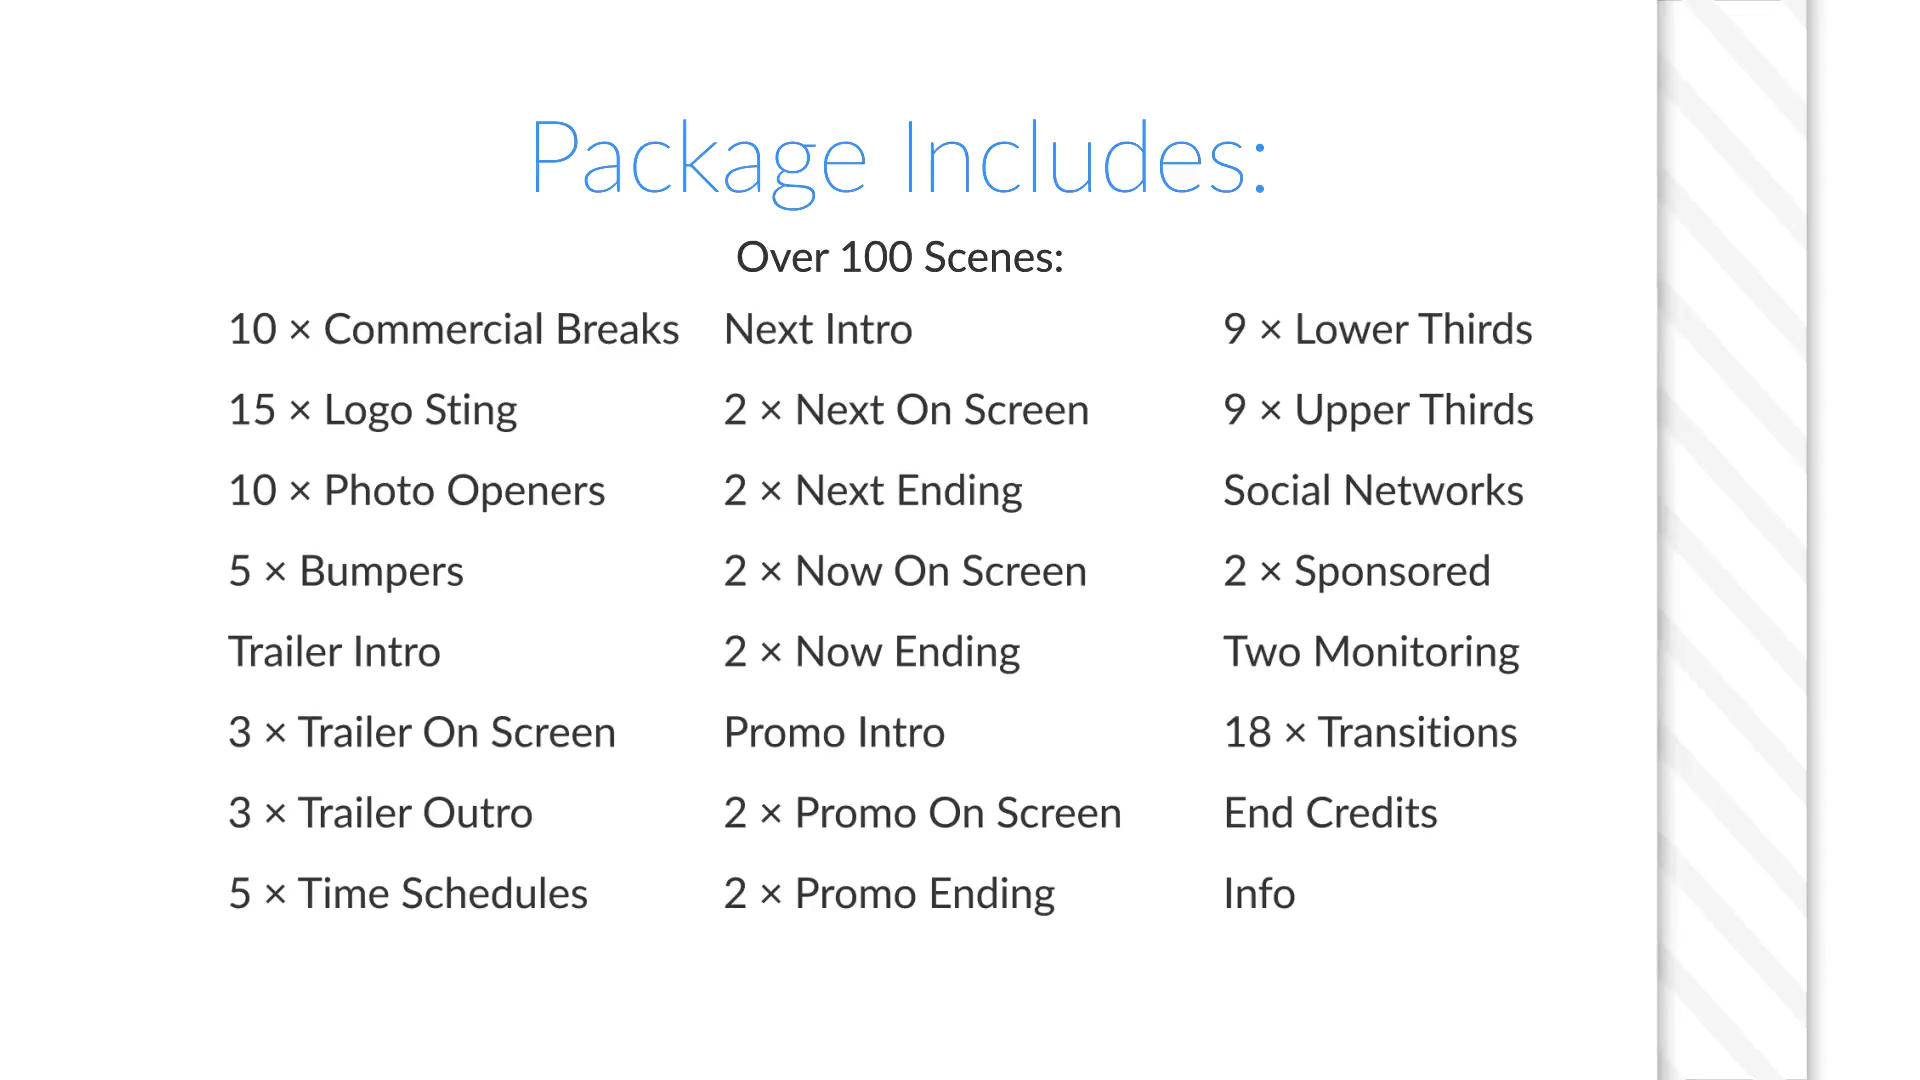 Package Includes:
Over 100 Scenes:
10 × Commercial Breaks
15 × Logo Sting
10 × Photo Openers
5 × Bumpers
Trailer Intro
3 × Trailer On Screen
3 × Trailer Outro
5 × Time Schedules
Next Intro
2 × Next On Screen
2 × Next Ending
2 × Now On Screen
2 × Now Ending
Promo Intro
2 × Promo On Screen
2 × Promo Ending
9 × Lower Thirds
9 × Upper Thirds
Social Networks
2 × Sponsored
Two Monitoring
18 × Transitions
End Credits
Info